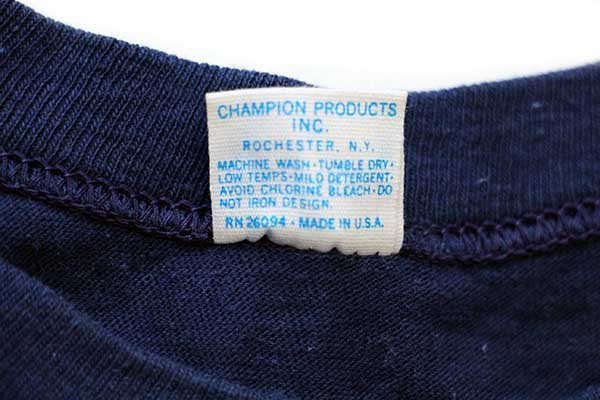 CHAMPION PRODUCTS
INC.
ROCHESTER, N.Y.
MACHINE WASH · TUMBLE DRY ·
LOW TEMPS · MILD DETERGENT ·
AVOID CHLORINE BLEACH · DO
NOT IRON DESIGN.
RN 26094 · MADE IN U.S.A.